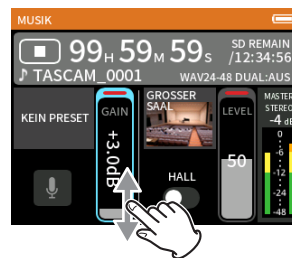 MUSIK
99H 59M 59S
SD REMAIN
/12:34:56
♪ TASCAM_0001
WAV24-48 DUAL:AUS
KEIN PRESET
GAIN
+3.0dB
GROSSER
SAAL
HALL
LEVEL
50
MASTER
STEREO
-4 dB
0
-6
-12
-24
-48